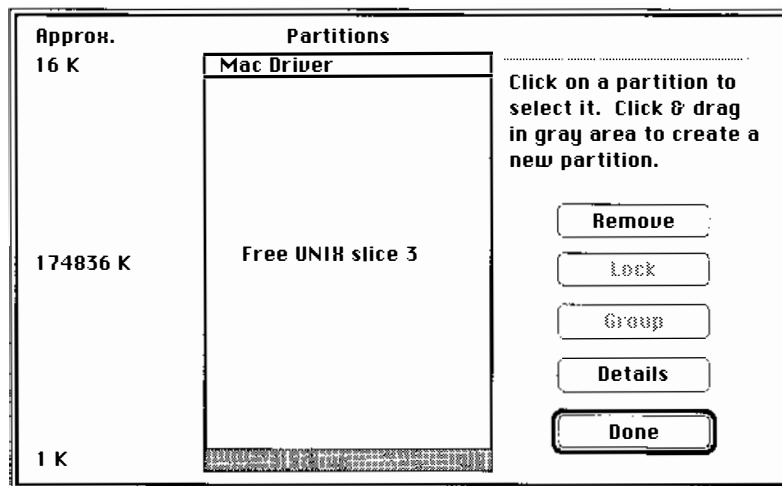 Approx.
Partitions
16 K
Mac Driver
Click on a partition to
select it. Click & drag
in gray area to create a
new partition.
Remove
174836 K
Free UNIX slice 3
Lock
Group
Details
Done
1 K